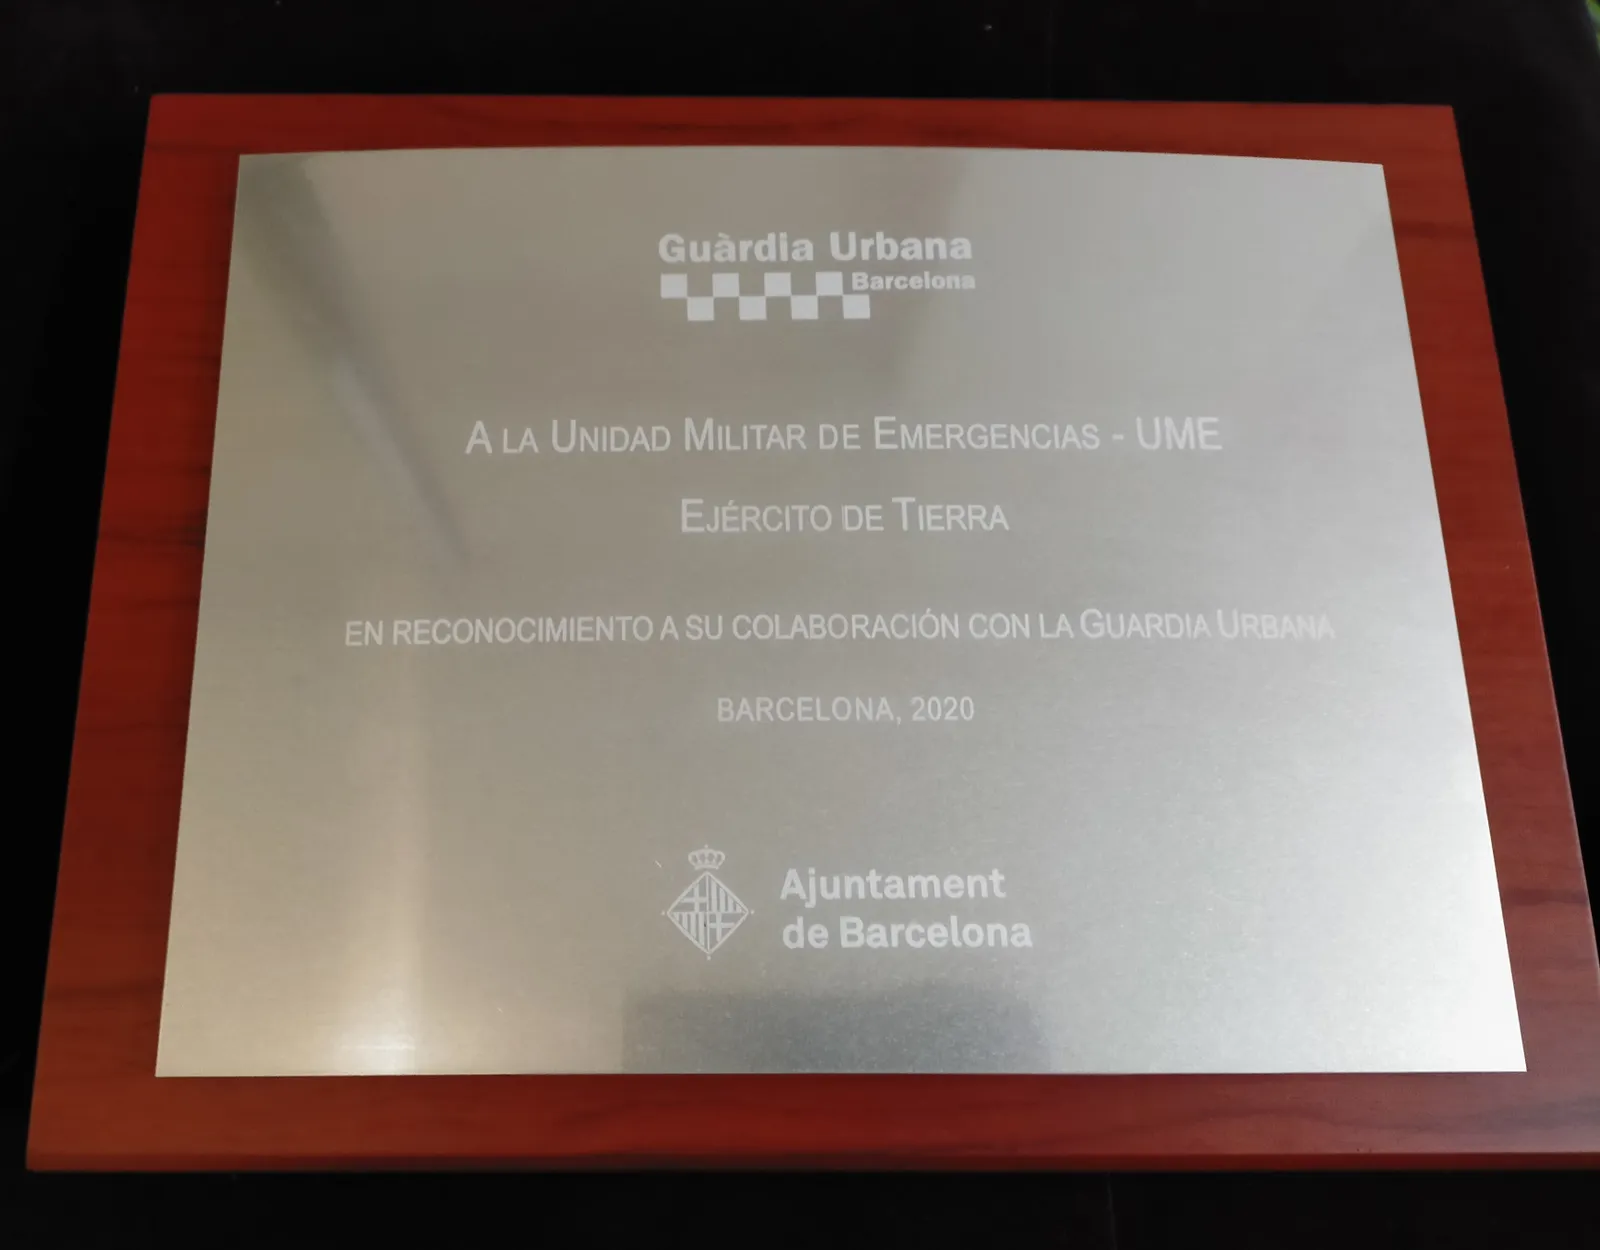 Guàrdia Urbana
Barcelona
A LA UNIDAD MILITAR DE EMERGENCIAS - UME
EJÉRCITO DE TIERRA
EN RECONOCIMIENTO A SU COLABORACIÓN CON LA GUARDIA URBANA
BARCELONA, 2020
Ajuntament
de Barcelona